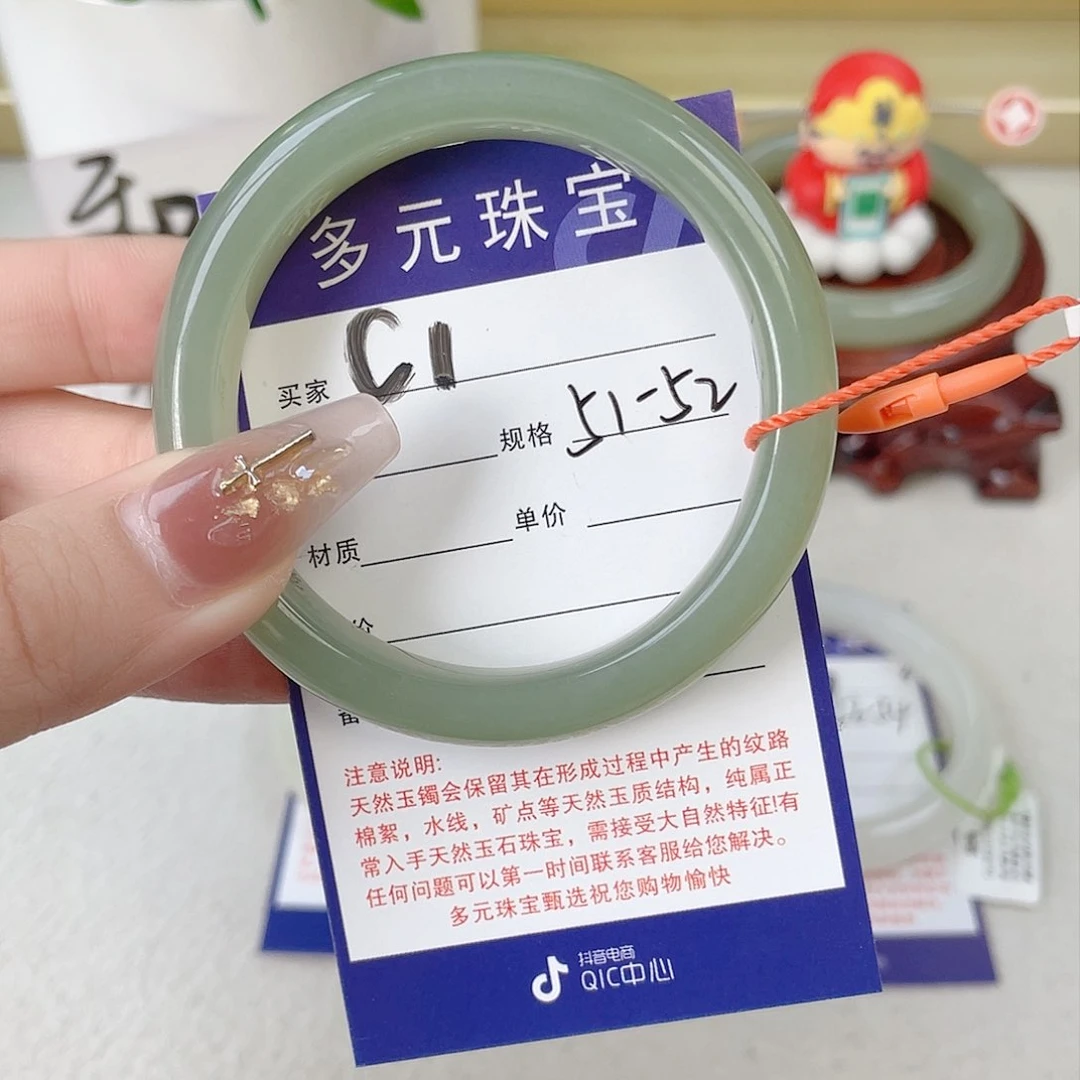 多元珠宝
买家 C1
规格 51-52
材质 单价
价
注意说明:
天然玉镯会保留其在形成过程中产生的纹路
棉絮，水线，矿点等天然玉质结构，纯属正
常入手天然玉石珠宝，需接受大自然特征!有
任何问题可以第一时间联系客服给您解决。
多元珠宝甄选祝您购物愉快
抖音电商
QIC中心